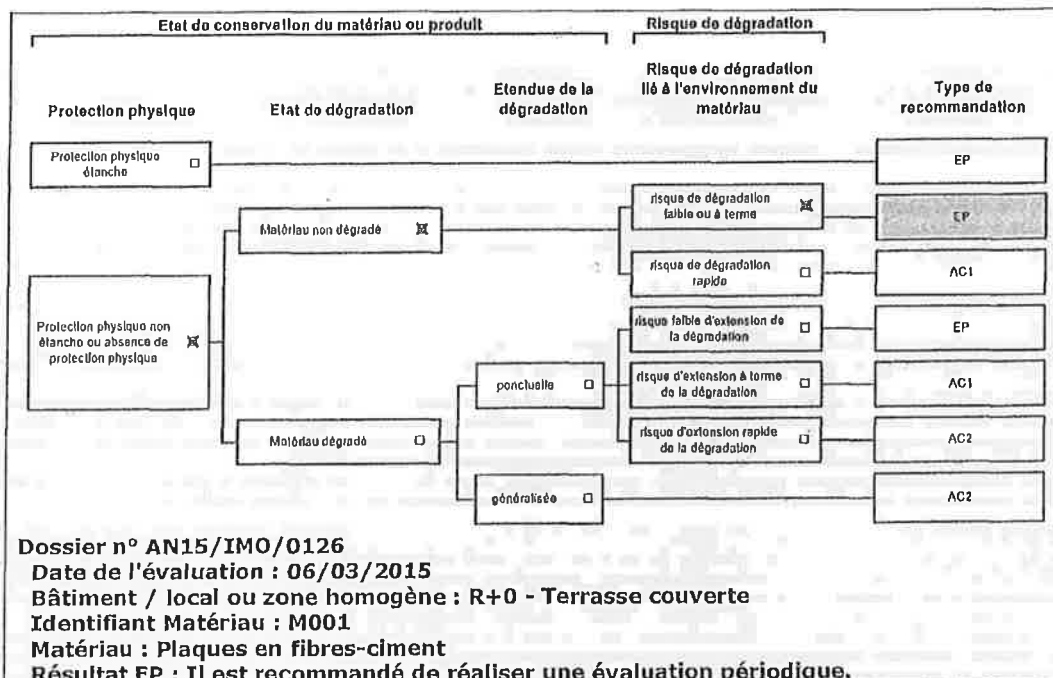 Etat de conservation du matériau ou produit
Risque de dégradation
Protection physique
Etat de dégradation
Etendue de la dégradation
Risque de dégradation lié à l'environnement du matériau
Type de recommandation
Protection physique étanche
EP
Matériau non dégradé
risque de dégradation faible ou à terme
EP
risque de dégradation rapide
AC1
Protection physique non étanche ou absence de protection physique
risque faible d'extension de la dégradation
EP
ponctuelle
risque d'extension à terme de la dégradation
AC1
Matériau dégradé
risque d'extension rapide de la dégradation
AC2
généralisée
AC2
Dossier n° AN15/IMO/0126
Date de l'évaluation : 06/03/2015
Bâtiment / local ou zone homogène : R+0 - Terrasse couverte
Identifiant Matériau : M001
Matériau : Plaques en fibres-ciment
Résultat EP : Il est recommandé de réaliser une évaluation périodique.